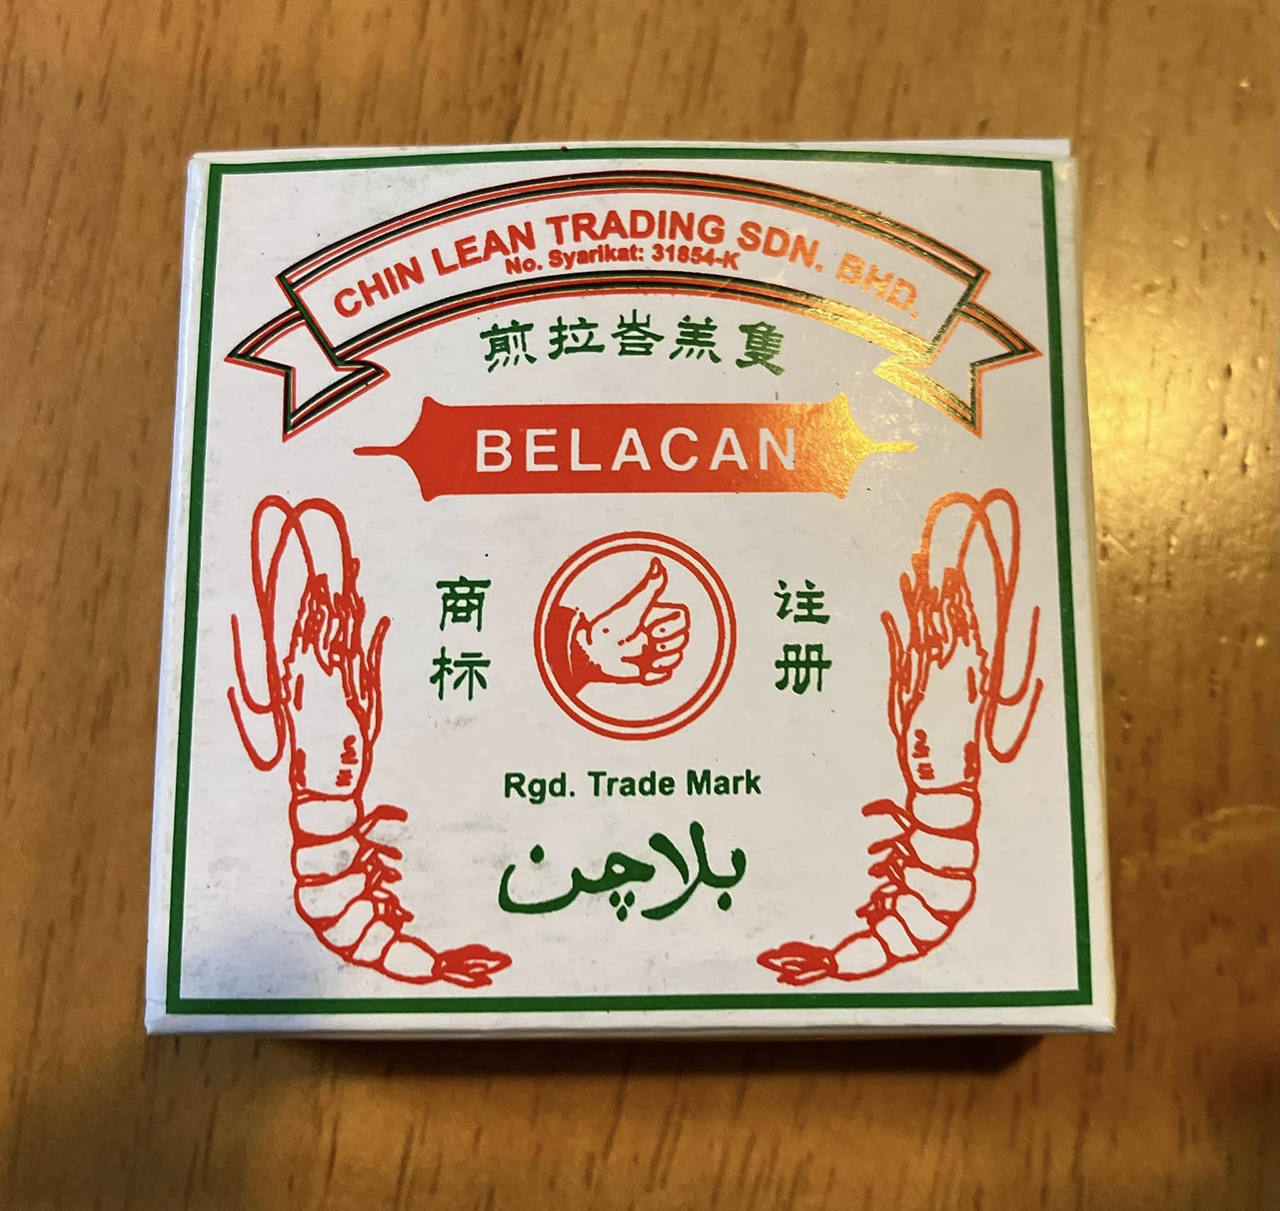 CHIN LEAN TRADING SDN. BHD.
No. Syarikat: 31854-K
煎拉峇羔隻
BELACAN
商标
注册
Rgd. Trade Mark
بلاچن